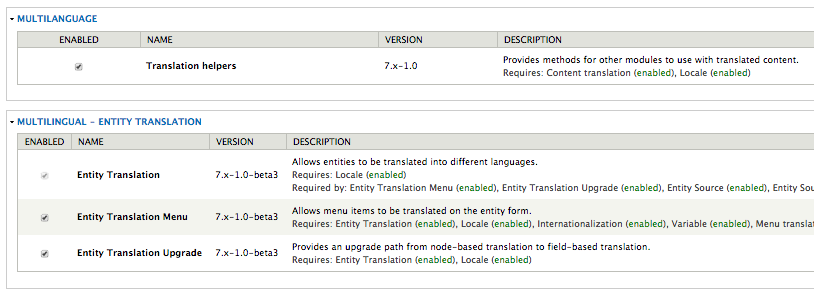 MULTILANGUAGE
ENABLED NAME VERSION DESCRIPTION
Translation helpers 7.x-1.0 Provides methods for other modules to use with translated content.
Requires: Content translation (enabled), Locale (enabled)
MULTILINGUAL - ENTITY TRANSLATION
ENABLED NAME VERSION DESCRIPTION
Allows entities to be translated into different languages.
Entity Translation 7.x-1.0-beta3 Requires: Locale (enabled)
Required by: Entity Translation Menu (enabled), Entity Translation Upgrade (enabled), Entity Source (enabled), Entity Sou
Allows menu items to be translated on the entity form.
Entity Translation Menu 7.x-1.0-beta3 Requires: Entity Translation (enabled), Locale (enabled), Internationalization (enabled), Variable (enabled), Menu translat
Provides an upgrade path from node-based translation to field-based translation.
Entity Translation Upgrade 7.x-1.0-beta3 Requires: Entity Translation (enabled), Locale (enabled)